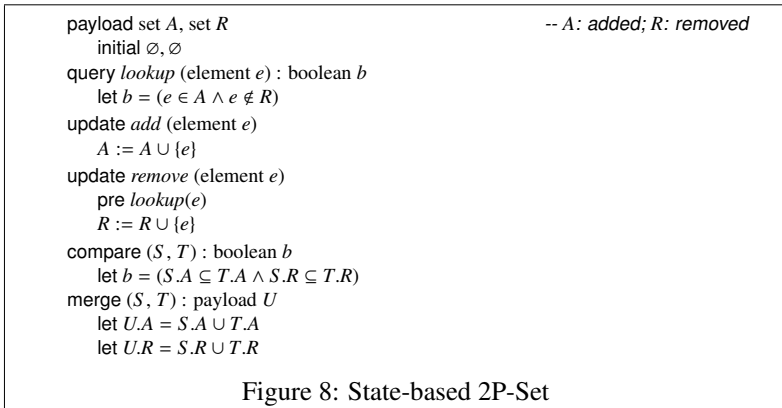 payload set A, set R -- A: added; R: removed
initial ∅, ∅
query lookup (element e) : boolean b
let b = (e ∈ A ∧ e ∉ R)
update add (element e)
A := A ∪ {e}
update remove (element e)
pre lookup(e)
R := R ∪ {e}
compare (S, T) : boolean b
let b = (S.A ⊆ T.A ∧ S.R ⊆ T.R)
merge (S, T) : payload U
let U.A = S.A ∪ T.A
let U.R = S.R ∪ T.R
Figure 8: State-based 2P-Set